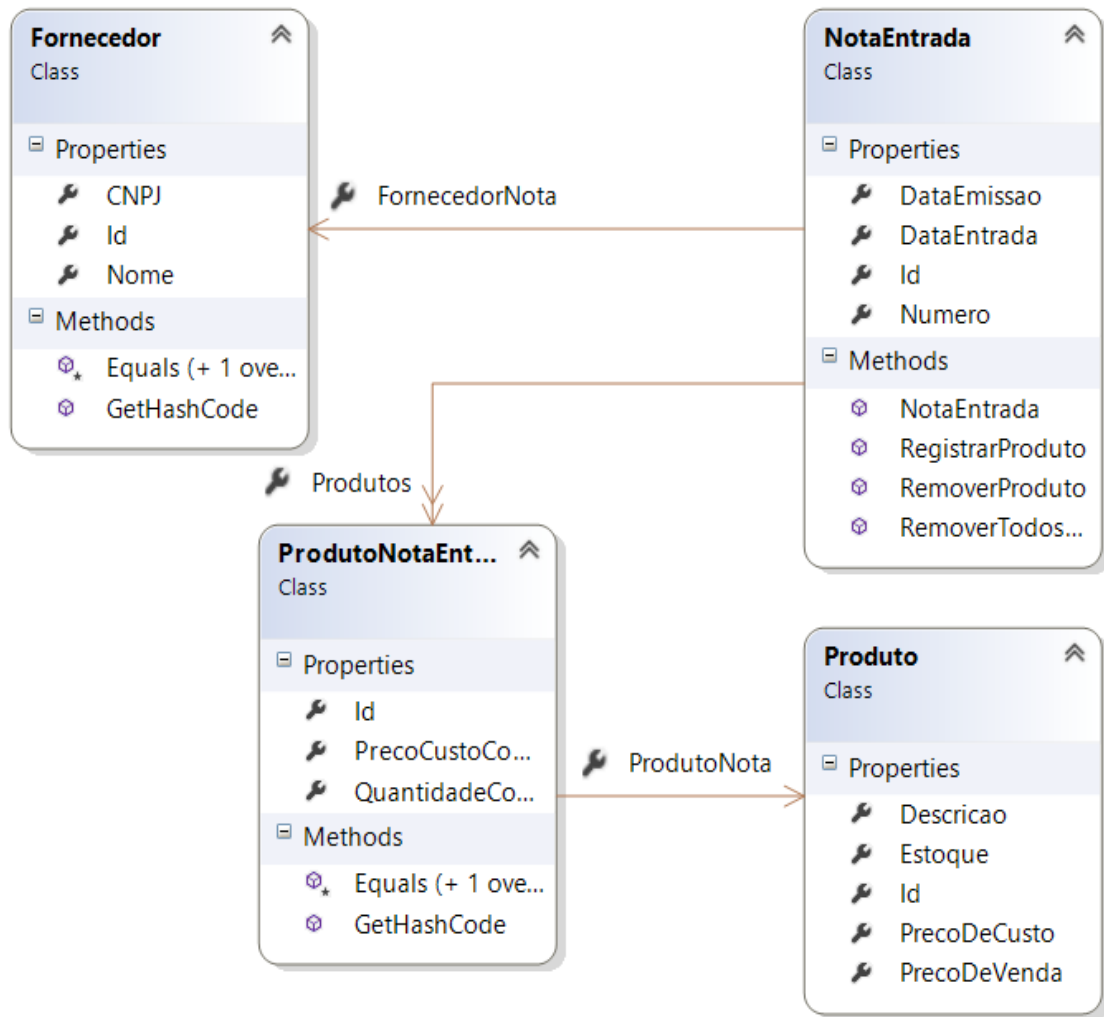 Fornecedor
Class
Properties
CNPJ
Id
Nome
Methods
Equals (+ 1 ove...
GetHashCode
FornecedorNota
NotaEntrada
Class
Properties
DataEmissao
DataEntrada
Id
Numero
Methods
NotaEntrada
RegistrarProduto
RemoverProduto
RemoverTodos...
Produtos
ProdutoNotaEnt...
Class
Properties
Id
PrecoCustoCo...
QuantidadeCo...
Methods
Equals (+ 1 ove...
GetHashCode
ProdutoNota
Produto
Class
Properties
Descricao
Estoque
Id
PrecoDeCusto
PrecoDeVenda